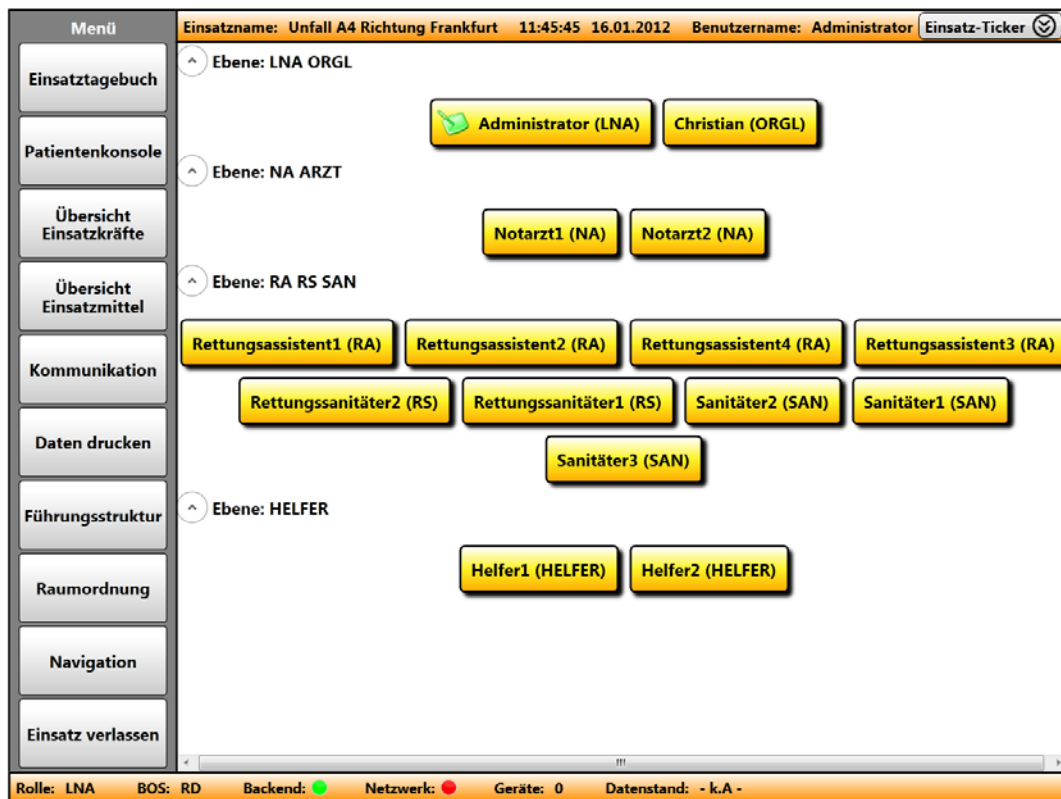 Menü
Einsatzname: Unfall A4 Richtung Frankfurt 11:45:45 16.01.2012 Benutzername: Administrator Einsatz-Ticker
Einsatztagebuch
Patientenkonsole
Übersicht
Einsatzkräfte
Übersicht
Einsatzmittel
Kommunikation
Daten drucken
Führungsstruktur
Raumordnung
Navigation
Einsatz verlassen
Ebene: LNA ORGL
Administrator (LNA) Christian (ORGL)
Ebene: NA ARZT
Notarzt1 (NA) Notarzt2 (NA)
Ebene: RA RS SAN
Rettungsassistent1 (RA) Rettungsassistent2 (RA) Rettungsassistent4 (RA) Rettungsassistent3 (RA)
Rettungssanitäter2 (RS) Rettungssanitäter1 (RS) Sanitäter2 (SAN) Sanitäter1 (SAN)
Sanitäter3 (SAN)
Ebene: HELFER
Helfer1 (HELFER) Helfer2 (HELFER)
Rolle: LNA BOS: RD Backend: Netzwerk: Geräte: 0 Datenstand: - k.A -